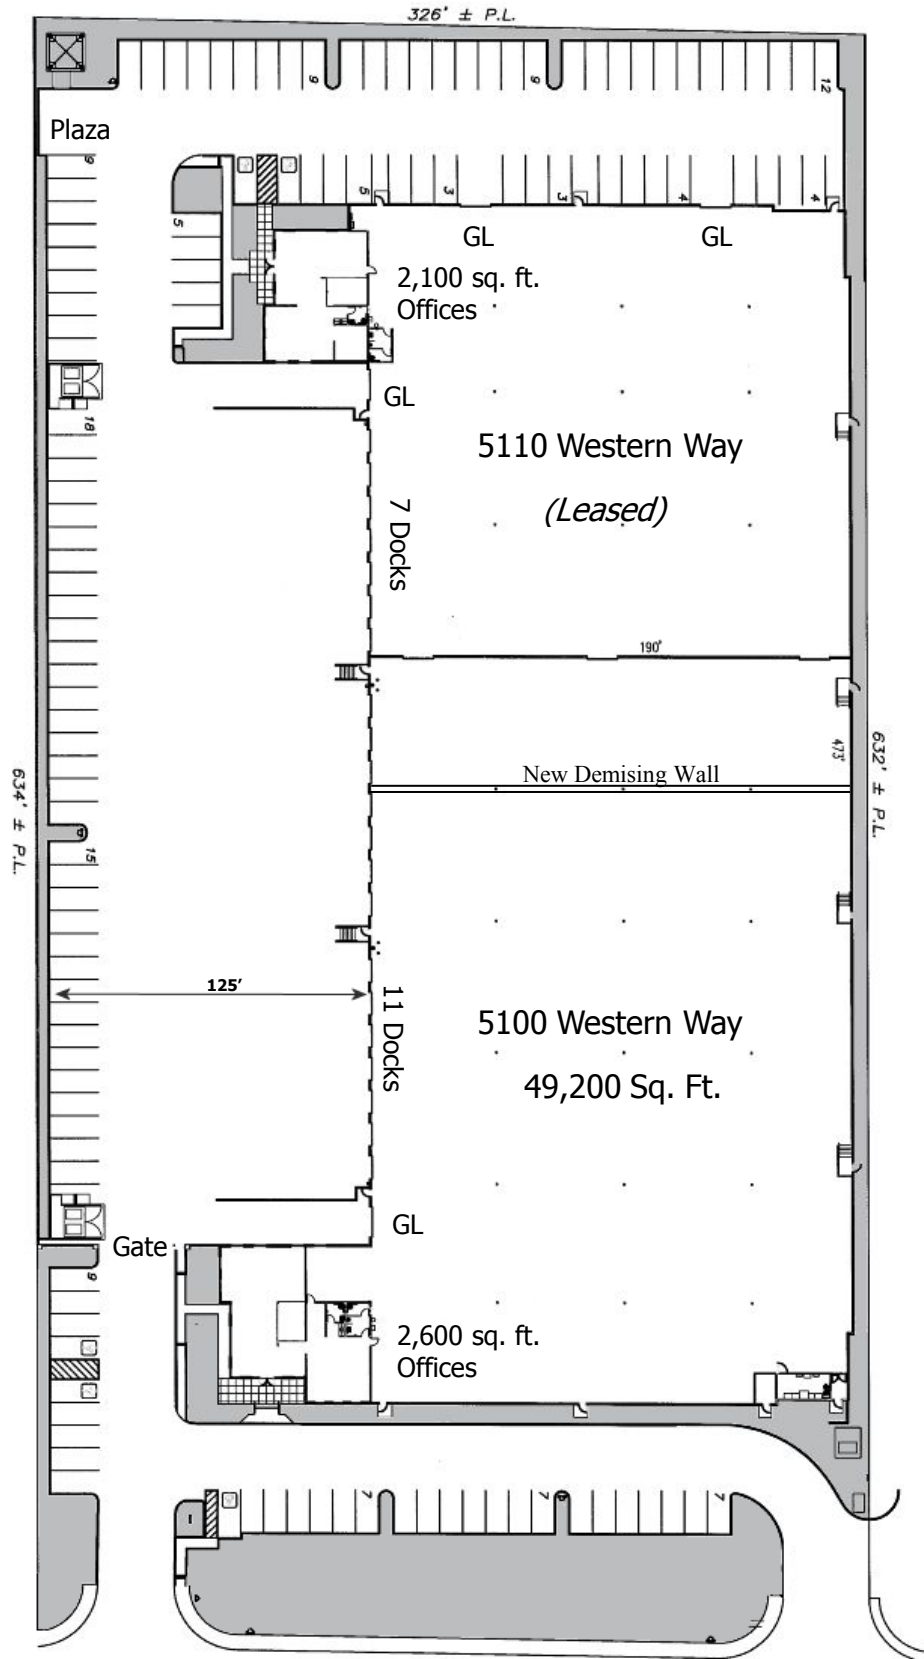 326' ± P.L.
9
9
12
Plaza
9
5
5
3
3
4
4
GL
GL
2,100 sq. ft.
Offices
GL
18
5110 Western Way
(Leased)
7 Docks
190'
473'
632' ± P.L.
New Demising Wall
634' ± P.L.
15
125'
11 Docks
5100 Western Way
49,200 Sq. Ft.
GL
Gate
9
2,600 sq. ft.
Offices
7
7
7